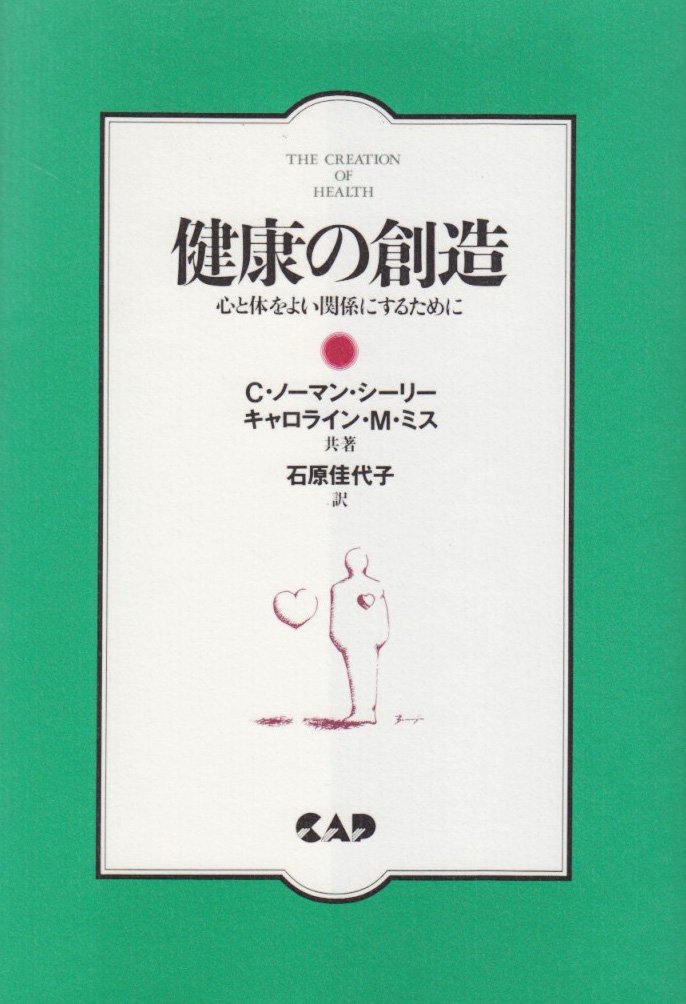 THE CREATION
OF
HEALTH
健康の創造
心と体をよい関係にするために
C・ノーマン・シーリー
キャロライン・M・ミス
共著
石原佳代子
訳
CAP